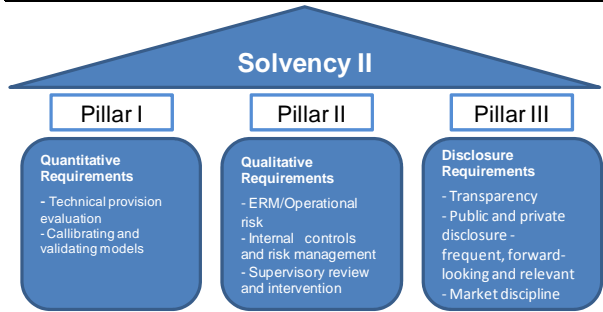 Solvency II
Pillar I
Pillar II
Pillar III
Quantitative
Requirements
- Technical provision
evaluation
- Callibrating and
validating models
Qualitative
Requirements
- ERM/Operational
risk
- Internal controls
and risk management
- Supervisory review
and intervention
Disclosure
Requirements
- Transparency
- Public and private
disclosure -
frequent, forward-
looking and relevant
- Market discipline